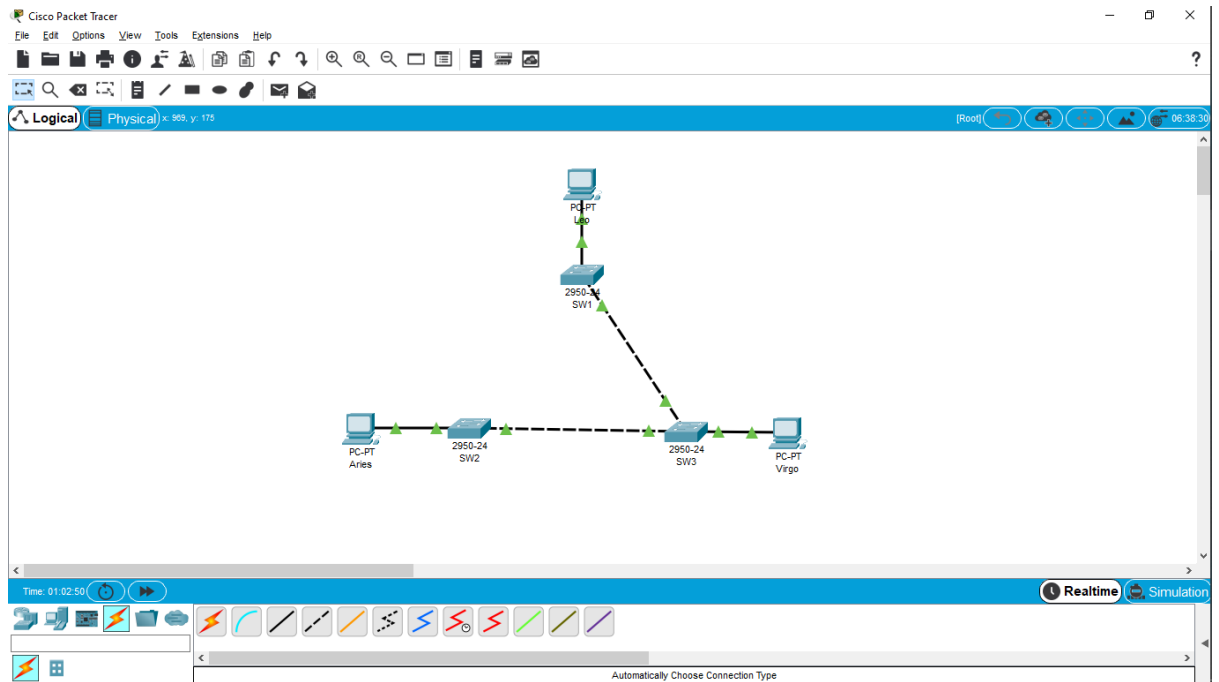 Cisco Packet Tracer
File Edit Options View Tools Extensions Help
?
Logical Physical x: 969, y: 175 [Root] 06:38:30
PC-PT
Leo
2950-24
SW1
PC-PT
Aries
2950-24
SW2
2950-24
SW3
PC-PT
Virgo
Time: 01:02:50 Realtime Simulation
Automatically Choose Connection Type